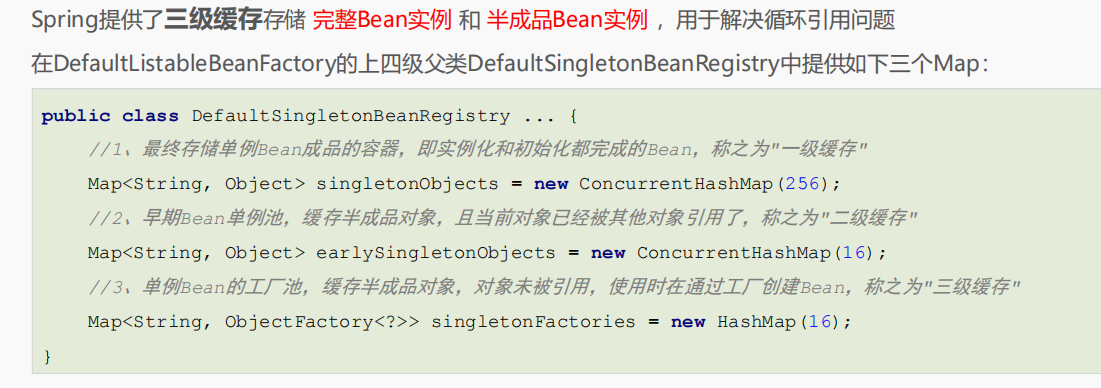 Spring提供了三级缓存存储 完整Bean实例 和 半成品Bean实例 ，用于解决循环引用问题
在DefaultListableBeanFactory的上四级父类DefaultSingletonBeanRegistry中提供如下三个Map：
public class DefaultSingletonBeanRegistry ... {
//1、最终存储单例Bean成品的容器，即实例化和初始化都完成的Bean，称之为"一级缓存"
Map<String, Object> singletonObjects = new ConcurrentHashMap(256);
//2、早期Bean单例池，缓存半成品对象，且当前对象已经被其他对象引用了，称之为"二级缓存"
Map<String, Object> earlySingletonObjects = new ConcurrentHashMap(16);
//3、单例Bean的工厂池，缓存半成品对象，对象未被引用，使用时在通过工厂创建Bean，称之为"三级缓存"
Map<String, ObjectFactory<?>> singletonFactories = new HashMap(16);
}